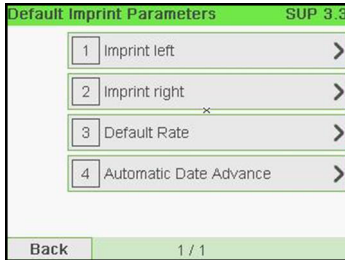 Default Imprint Parameters SUP 3.3
1 Imprint left
2 Imprint right
3 Default Rate
4 Automatic Date Advance
Back 1 / 1